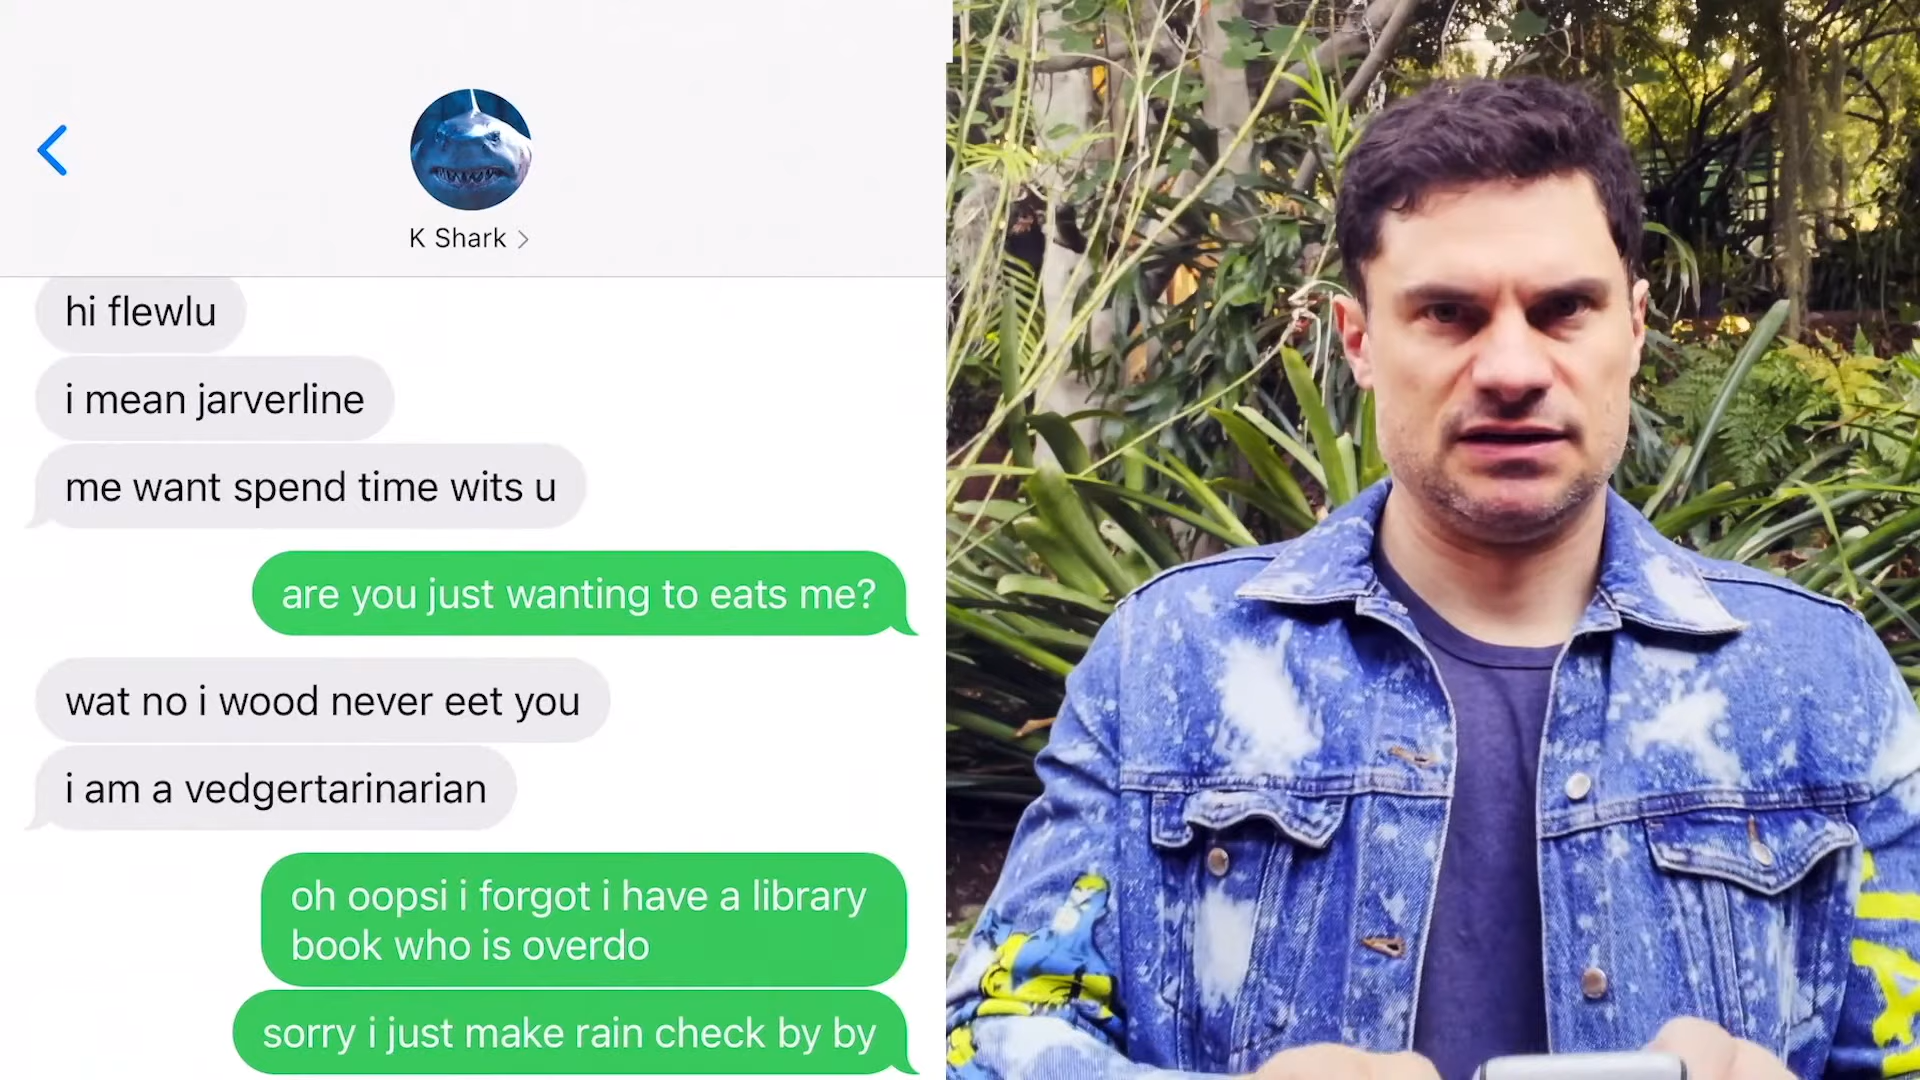 K Shark
hi flewlu
i mean jarverline
me want spend time wits u
are you just wanting to eats me?
wat no i wood never eet you
i am a vedgertarinarian
oh oopsi i forgot i have a library
book who is overdo
sorry i just make rain check by by